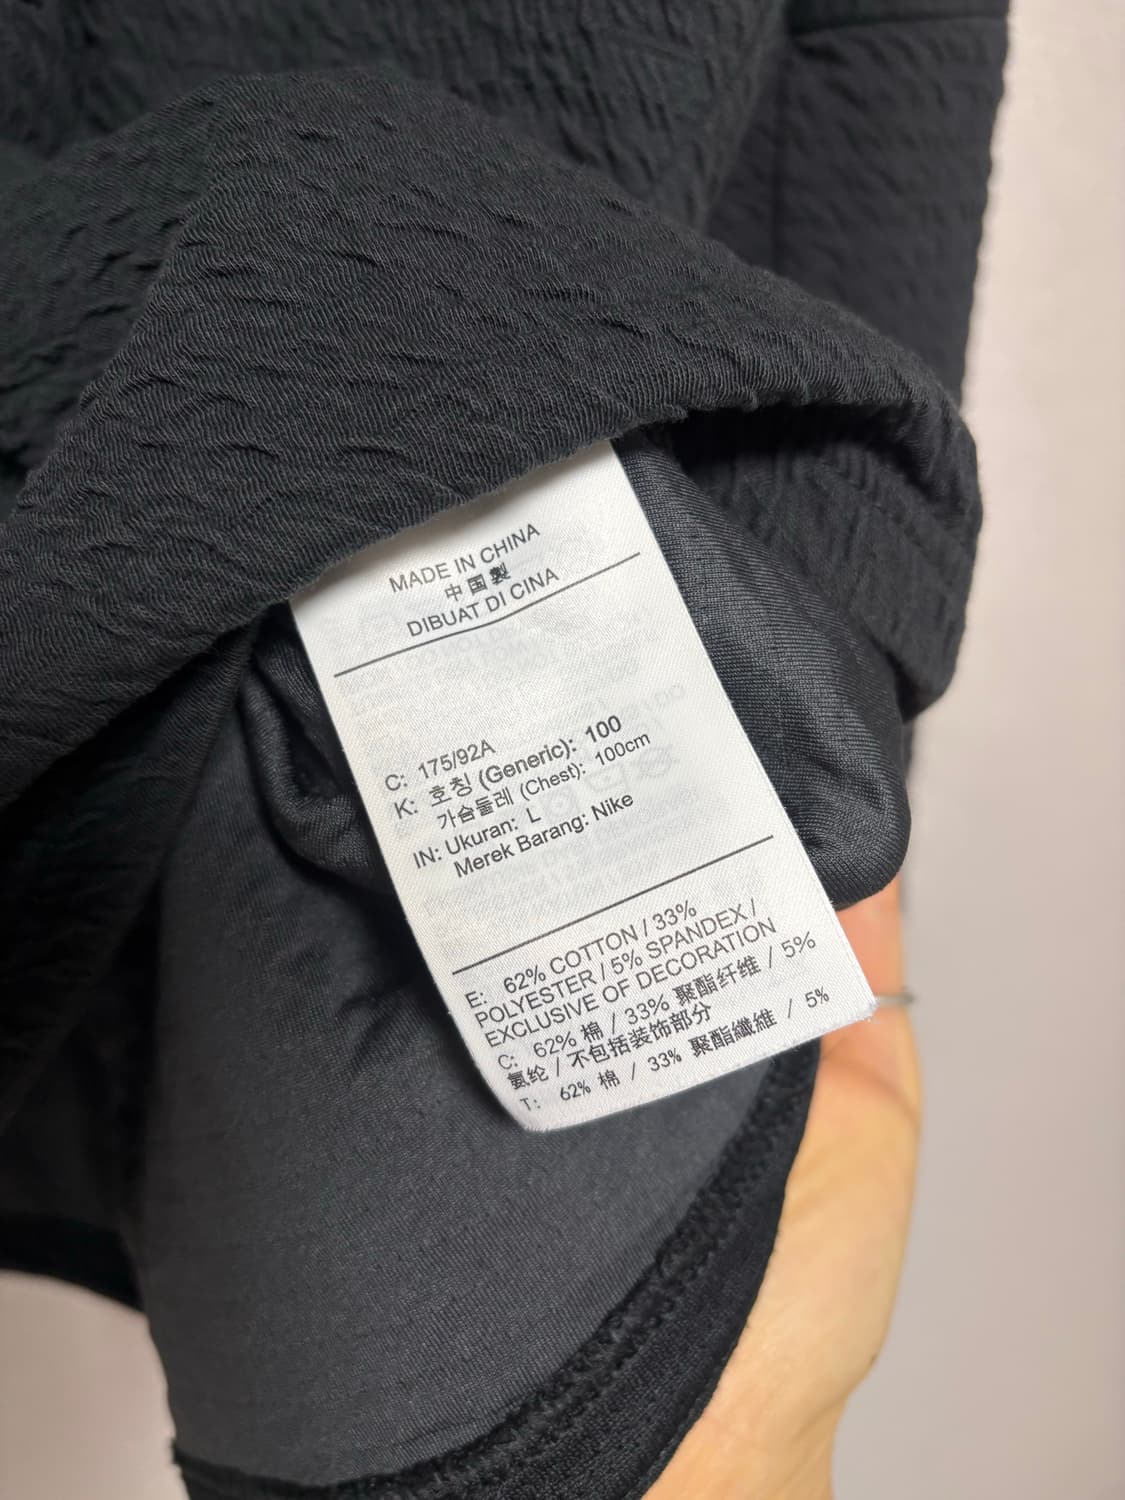 MADE IN CHINA
中国製
DIBUAT DI CINA
C: 175/92A
K: 호칭 (Generic): 100
가슴둘레 (Chest): 100cm
IN: Ukuran: L
Merek Barang: Nike
E: 62% COTTON / 33%
POLYESTER / 5% SPANDEX /
EXCLUSIVE OF DECORATION
C: 62% 棉 / 33% 聚酯纤维 / 5%
氨纶 / 不包括装饰部分
T: 62% 棉 / 33% 聚酯纖維 / 5%